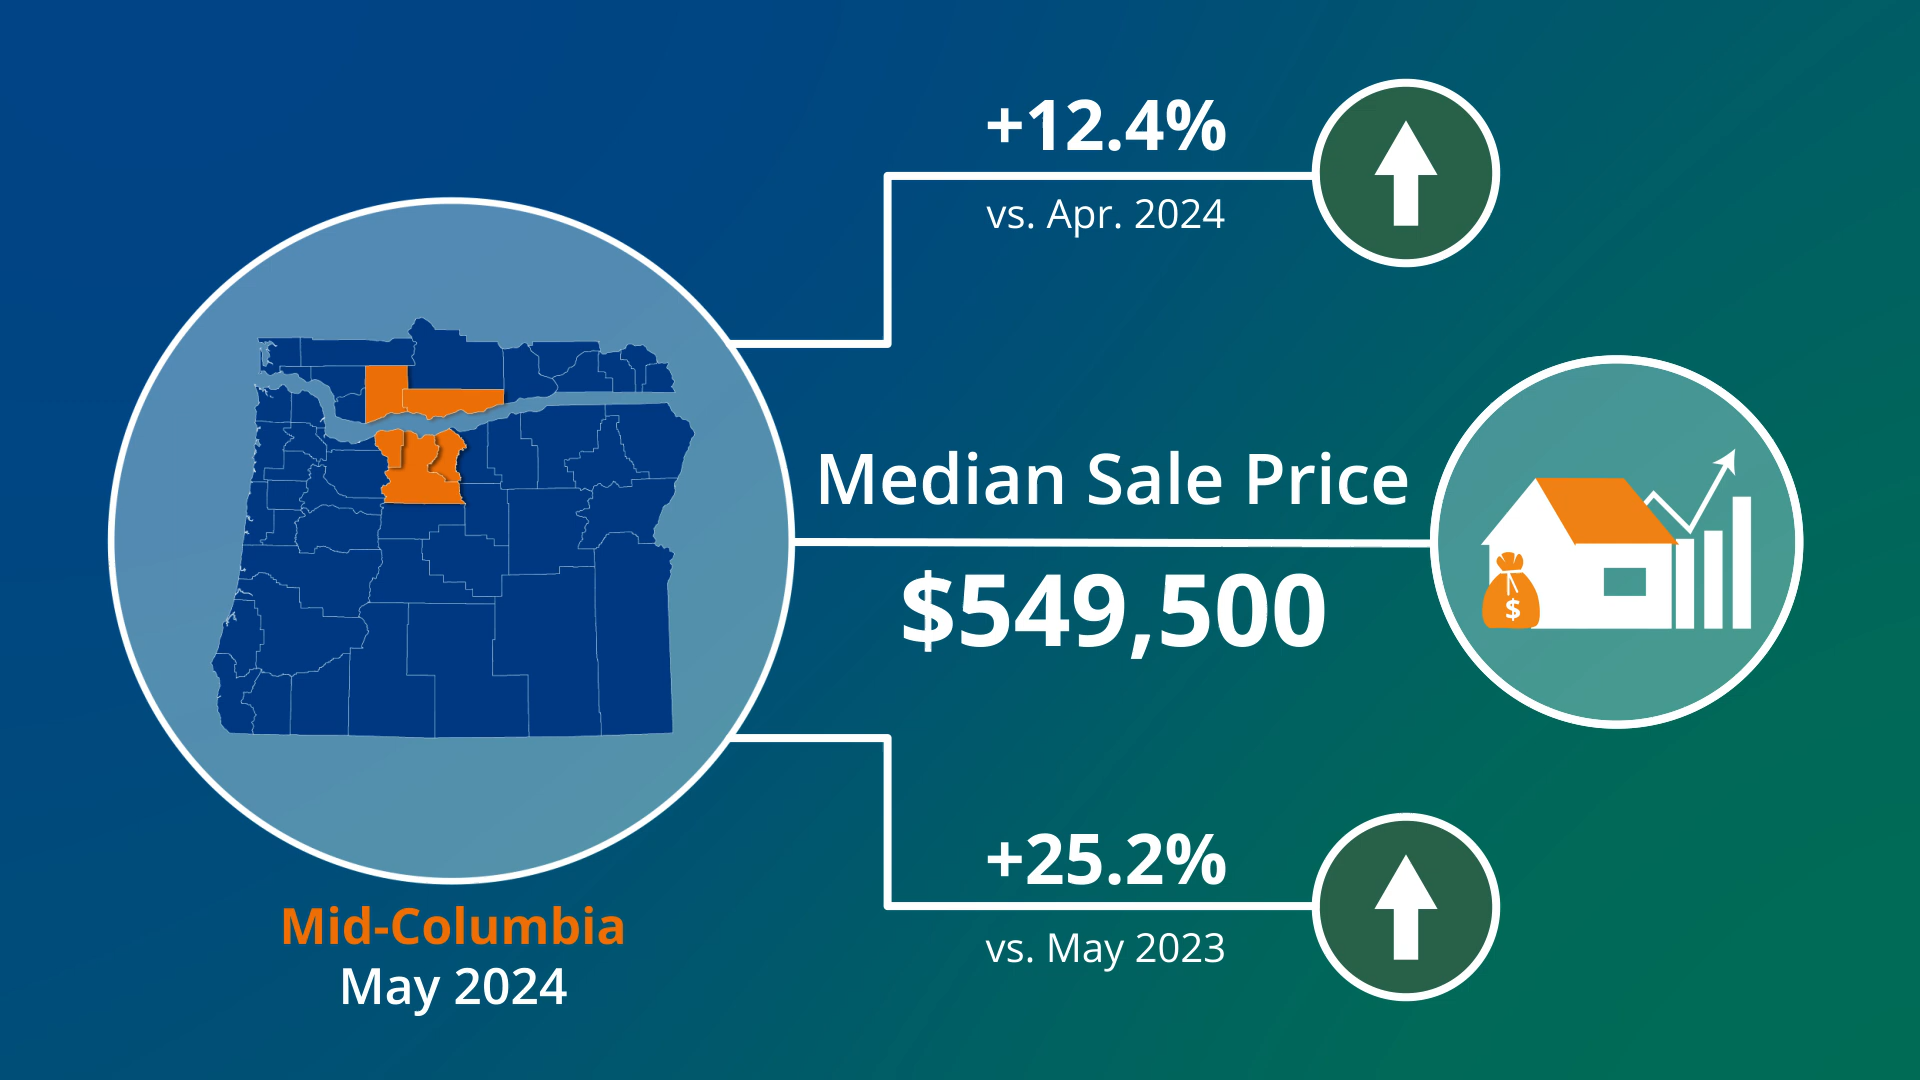 +12.4%
vs. Apr. 2024
Median Sale Price
$549,500
$
+25.2%
vs. May 2023
Mid-Columbia
May 2024